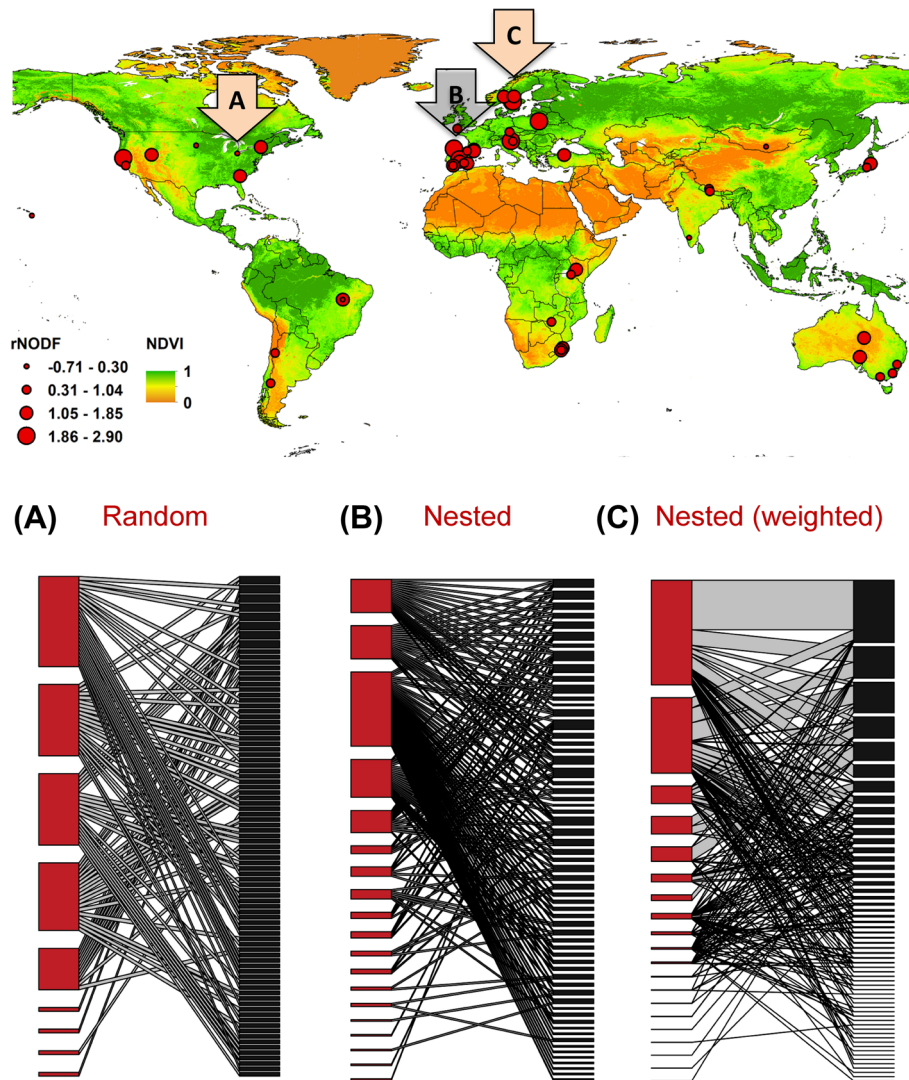 C
A
B
rNODF NDVI
-0.71 - 0.30 1
0.31 - 1.04 0
1.05 - 1.85
1.86 - 2.90
(A) Random (B) Nested (C) Nested (weighted)